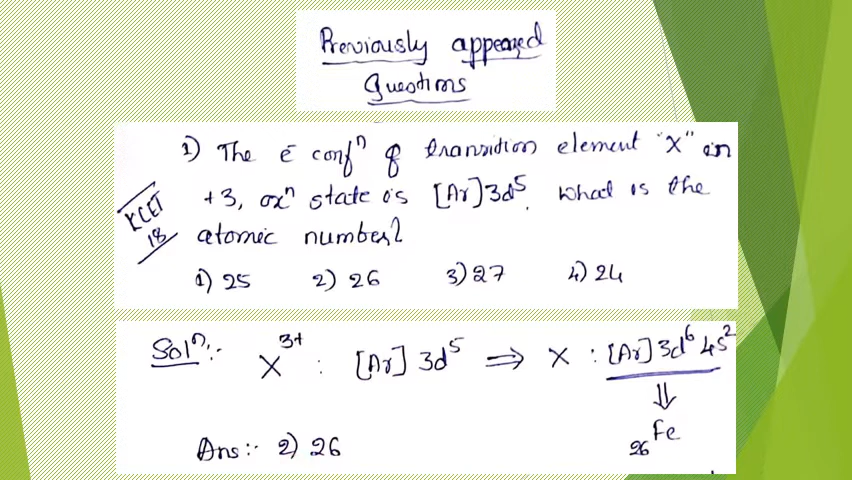 Previously appeared
Questions
1) The ē confⁿ of transition element "X" in
+3, oxⁿ state is [Ar]3d⁵. What is the
atomic number?
KCET
18
1) 25 2) 26 3) 27 4) 24
Solⁿ:- X³⁺ : [Ar] 3d⁵ ⇒ X : [Ar] 3d⁶ 4s²
⇓
₂₆Fe
Ans:- 2) 26